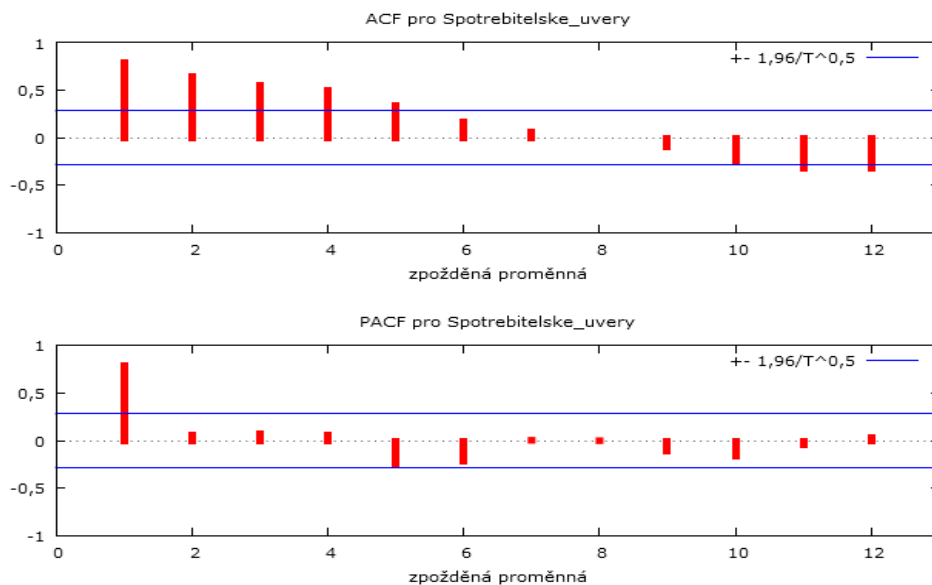 ACF pro Spotrebitelske_uvery
+- 1,96/T^0,5
1
0,5
0
-0,5
-1
0 2 4 6 8 10 12
zpožděná proměnná
PACF pro Spotrebitelske_uvery
+- 1,96/T^0,5
1
0,5
0
-0,5
-1
0 2 4 6 8 10 12
zpožděná proměnná